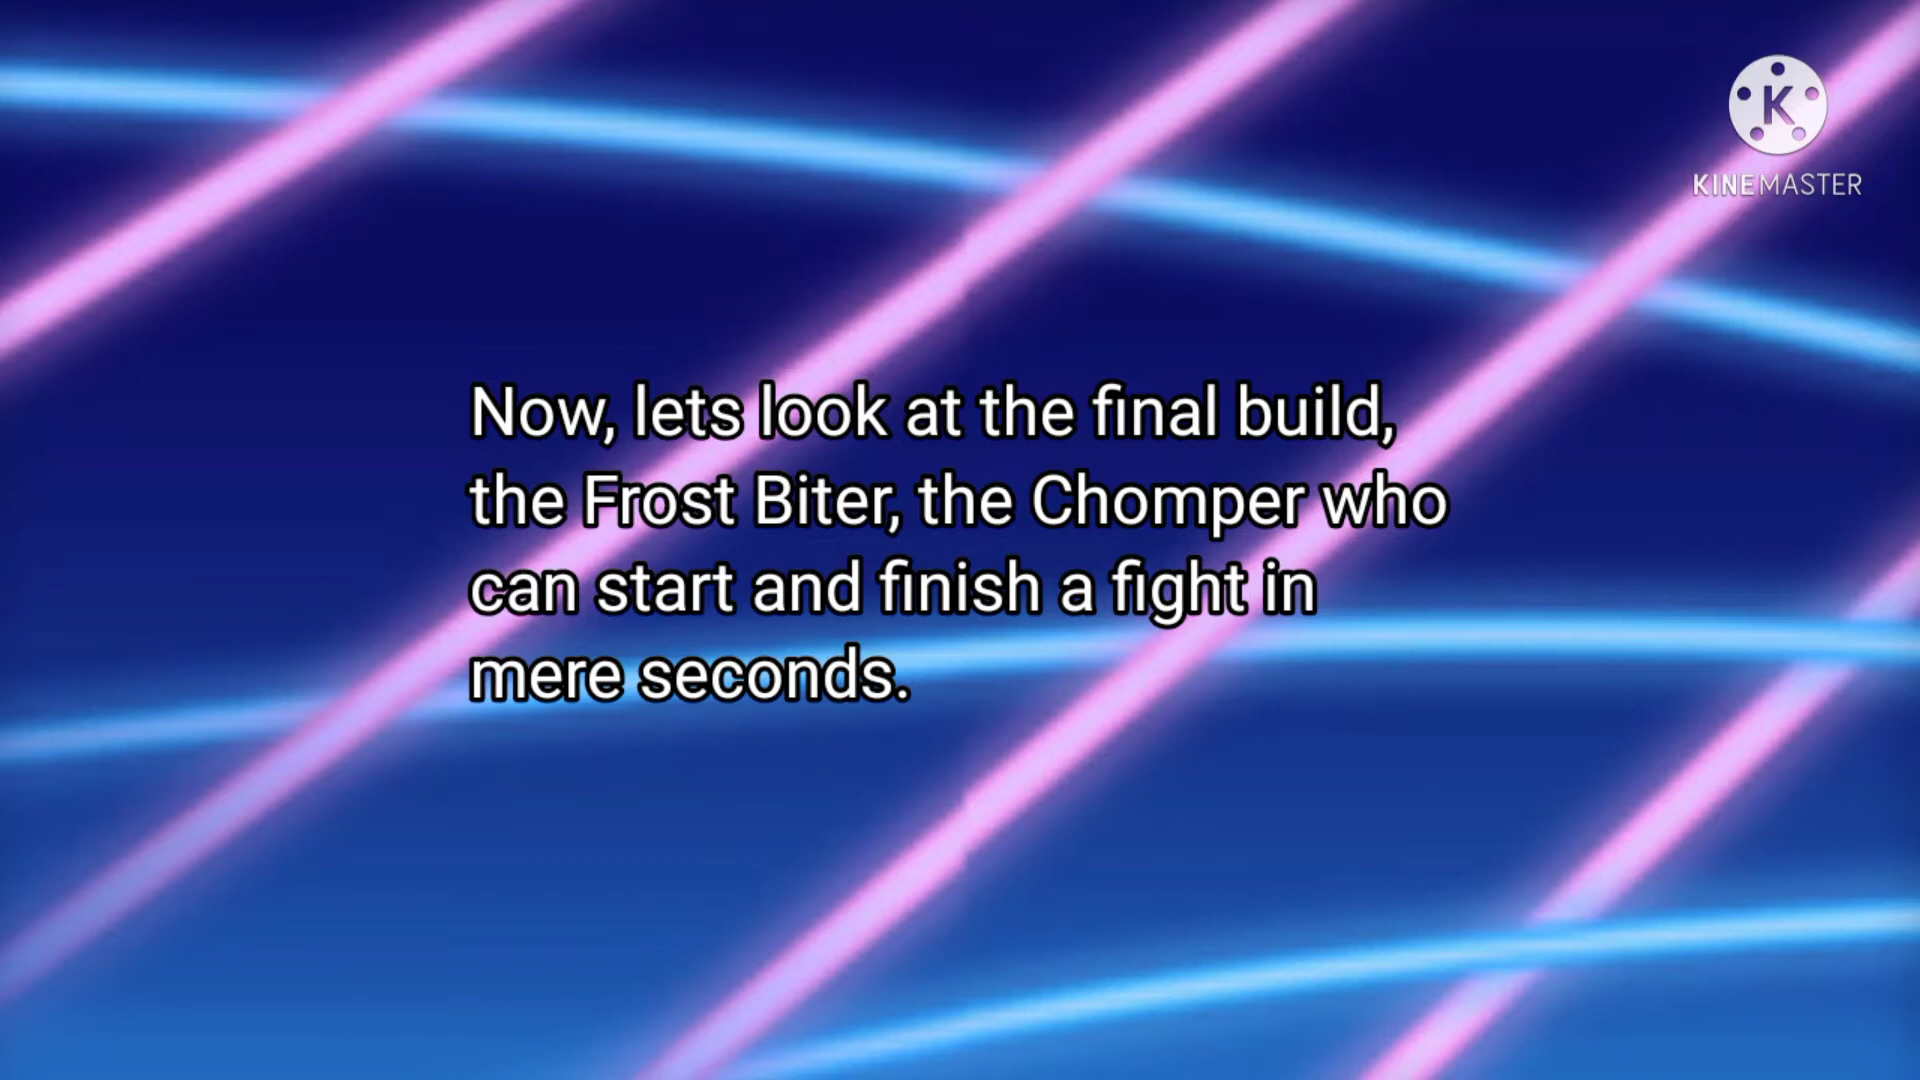 K
KINEMASTER
Now, lets look at the final build,
the Frost Biter, the Chomper who
can start and finish a fight in
mere seconds.